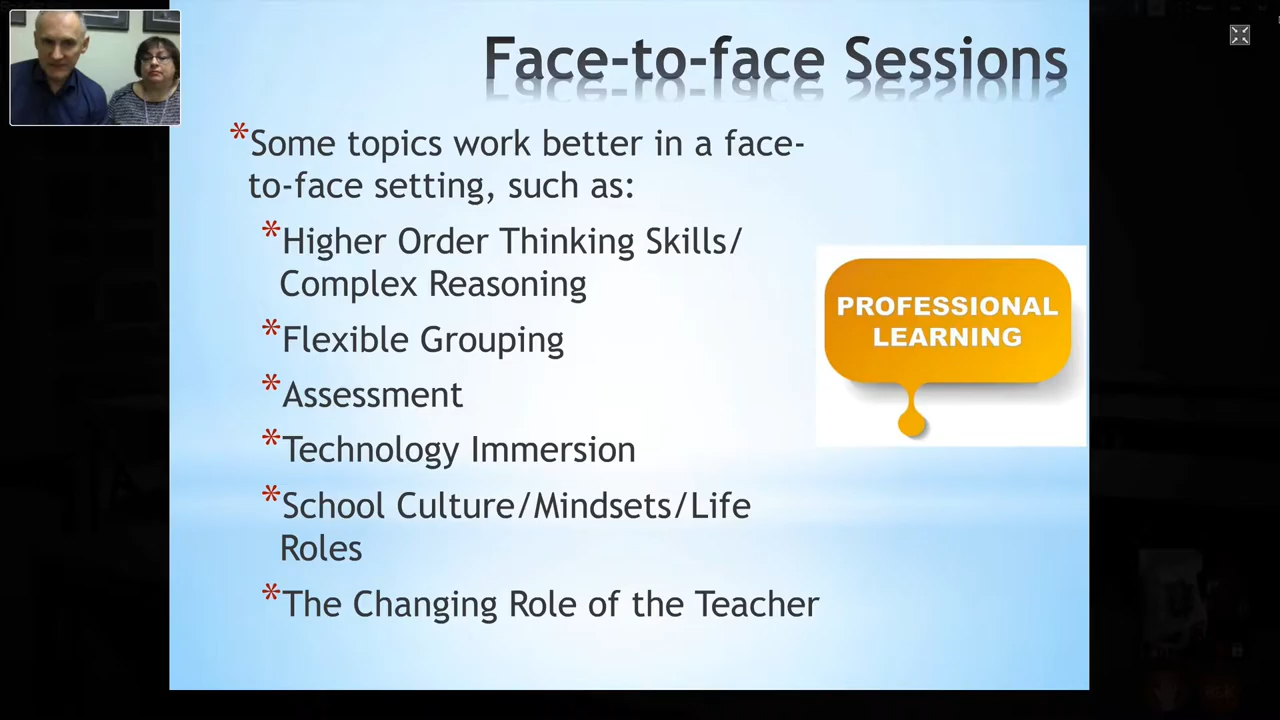 Face-to-face Sessions
*Some topics work better in a face-
to-face setting, such as:
*Higher Order Thinking Skills/
Complex Reasoning
*Flexible Grouping
*Assessment
*Technology Immersion
*School Culture/Mindsets/Life
Roles
*The Changing Role of the Teacher
PROFESSIONAL
LEARNING